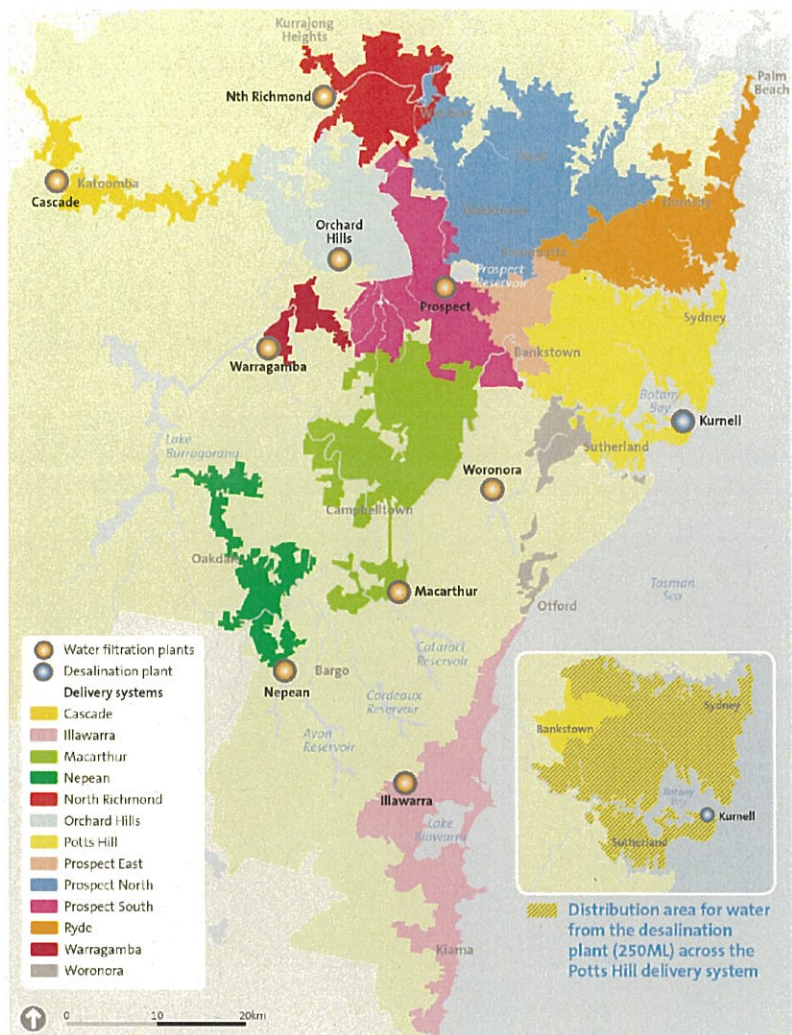 Kurrajong
Heights
Nth Richmond
Palm
Beach
Windsor
Katoomba
Cascade
Hornsby
Blacktown
Orchard
Hills
Parramatta
Prospect
Reservoir
Prospect
Sydney
Warragamba
Bankstown
Botany
Bay
Kurnell
Lake
Burragorang
Sutherland
Woronora
Campbelltown
Oakdale
Macarthur
Tasman
Sea
Otford
Cataract
Reservoir
Bargo
Nepean
Cordeaux
Reservoir
Avon
Reservoir
Illawarra
Lake
Illawarra
Kiama
Water filtration plants
Desalination plant
Delivery systems
Cascade
Illawarra
Macarthur
Nepean
North Richmond
Orchard Hills
Potts Hill
Prospect East
Prospect North
Prospect South
Ryde
Warragamba
Woronora
0 10 20km
Sydney
Bankstown
Botany
Bay
Kurnell
Sutherland
Distribution area for water
from the desalination
plant (250ML) across the
Potts Hill delivery system